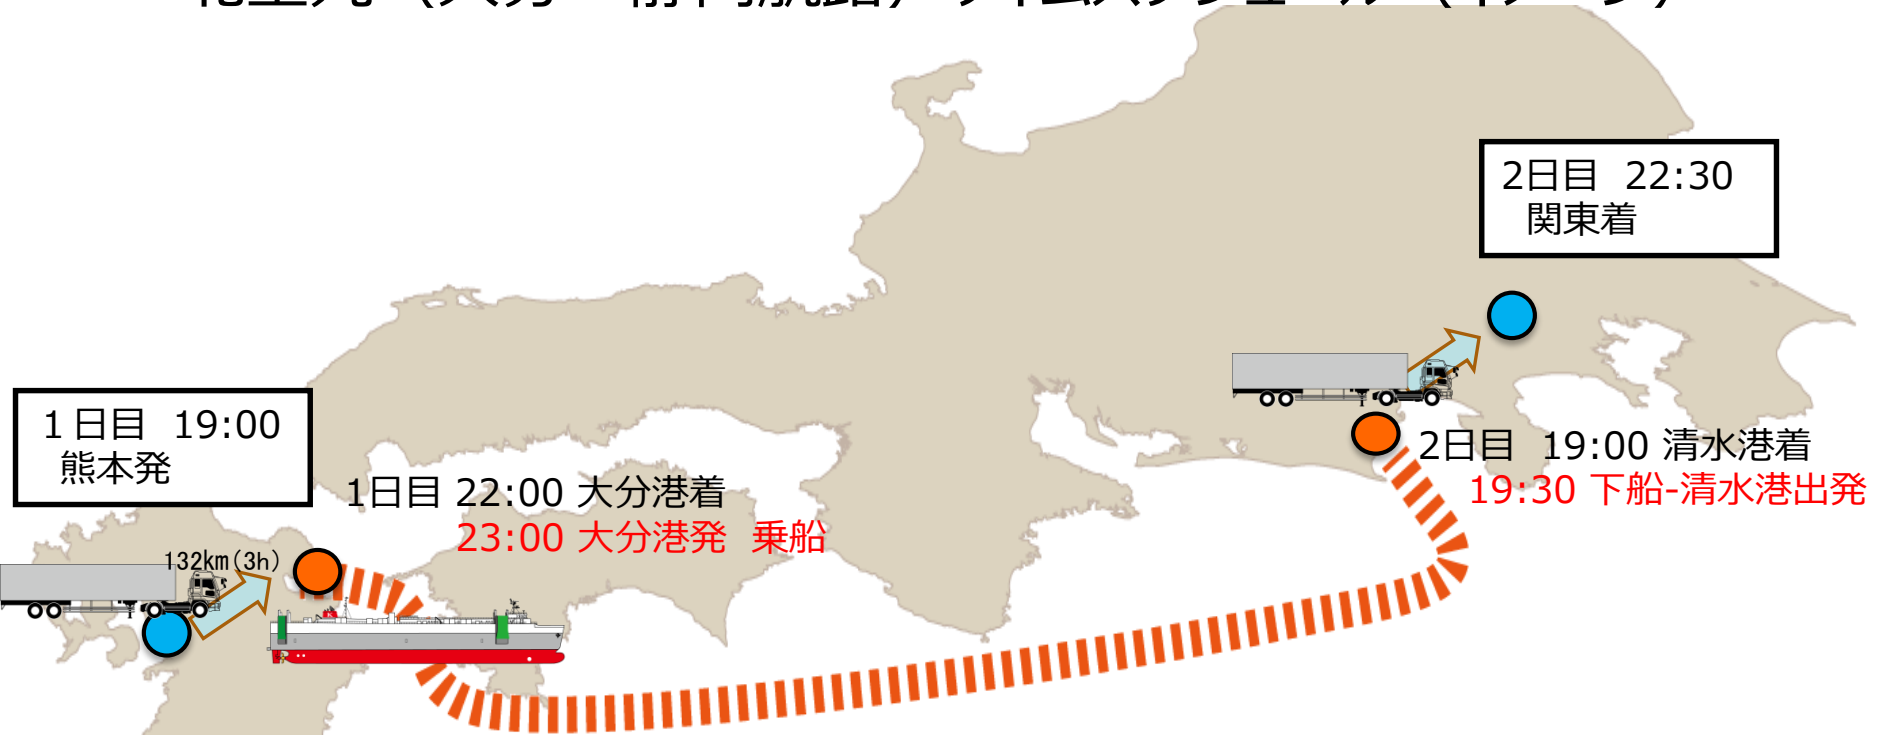 2日目 22:30
関東着
1日目 19:00
熊本発
2日目 19:00 清水港着
19:30 下船-清水港出発
1日目 22:00 大分港着
23:00 大分港発 乗船
132km(3h)